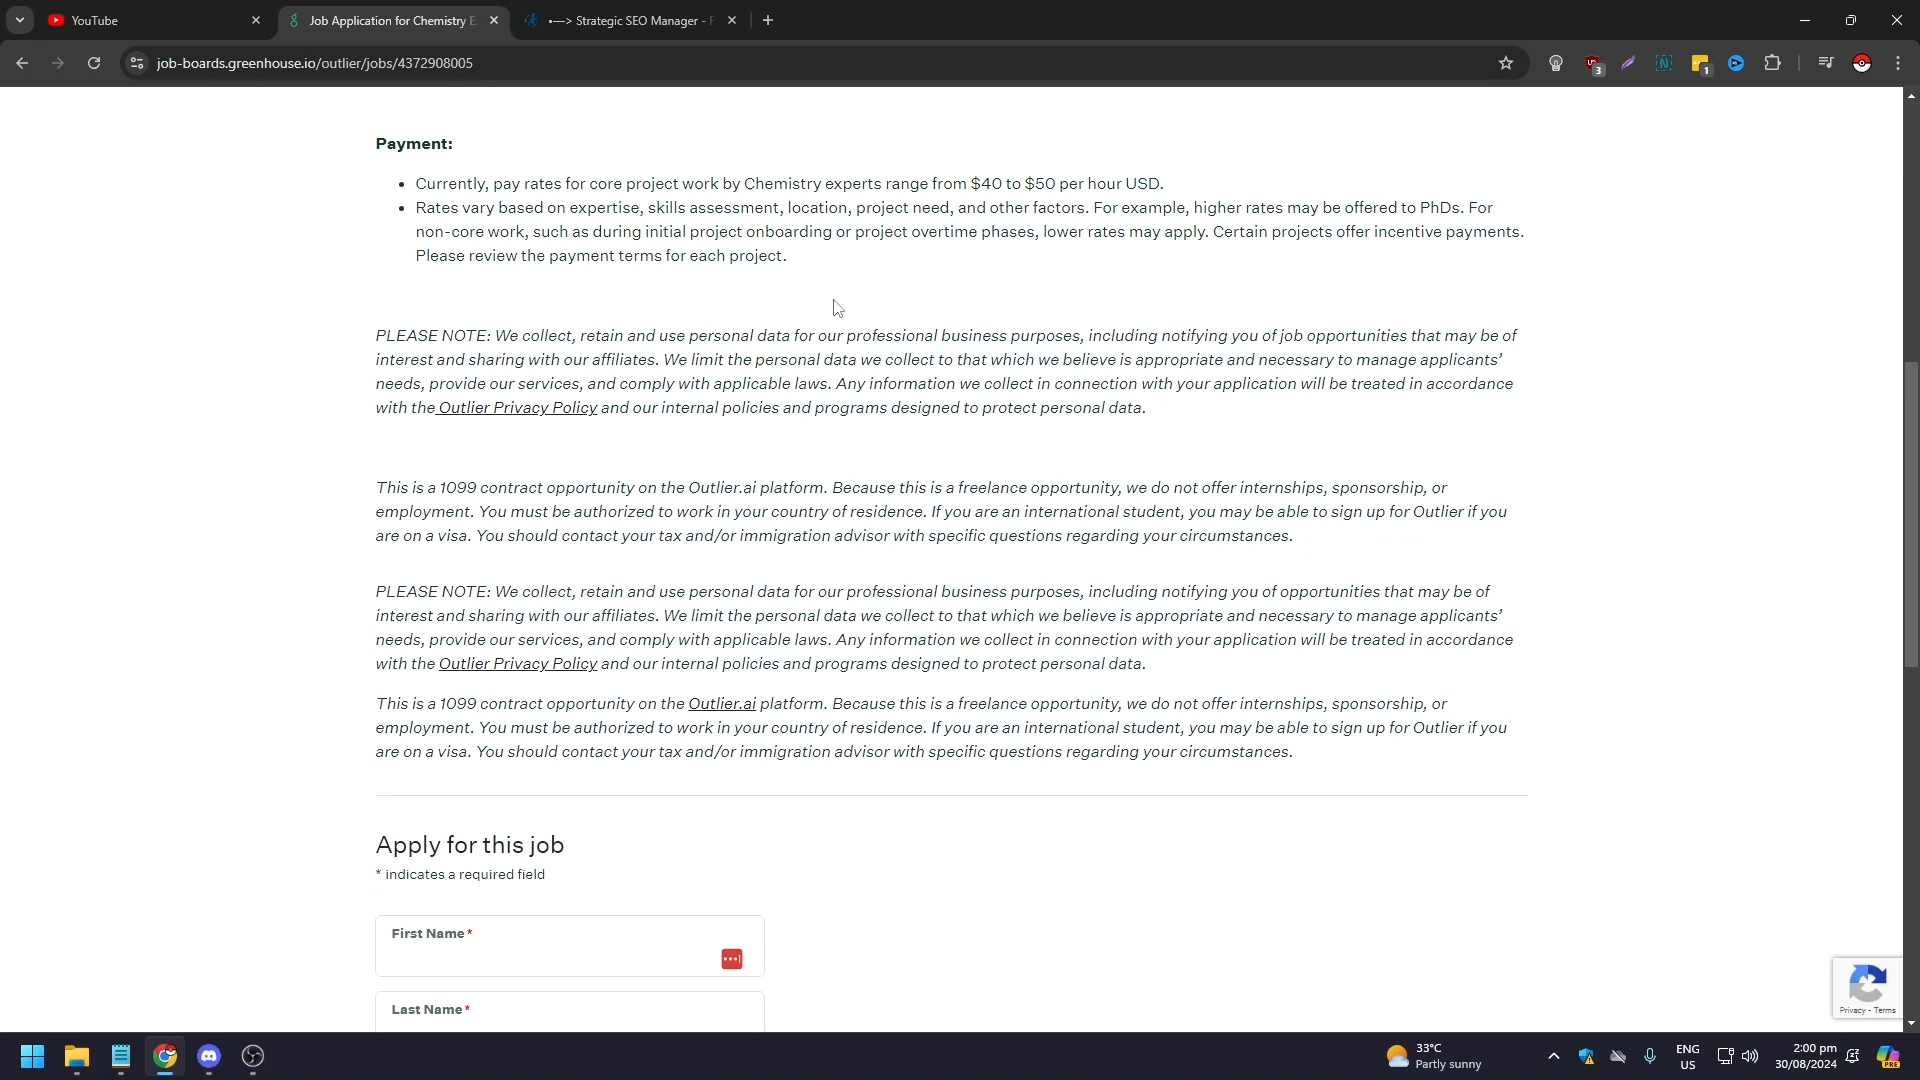 YouTube
Job Application for Chemistry E
•—> Strategic SEO Manager - F
job-boards.greenhouse.io/outlier/jobs/4372908005
3
1
Payment:
• Currently, pay rates for core project work by Chemistry experts range from $40 to $50 per hour USD.
• Rates vary based on expertise, skills assessment, location, project need, and other factors. For example, higher rates may be offered to PhDs. For
non-core work, such as during initial project onboarding or project overtime phases, lower rates may apply. Certain projects offer incentive payments.
Please review the payment terms for each project.
PLEASE NOTE: We collect, retain and use personal data for our professional business purposes, including notifying you of job opportunities that may be of
interest and sharing with our affiliates. We limit the personal data we collect to that which we believe is appropriate and necessary to manage applicants’
needs, provide our services, and comply with applicable laws. Any information we collect in connection with your application will be treated in accordance
with the Outlier Privacy Policy and our internal policies and programs designed to protect personal data.
This is a 1099 contract opportunity on the Outlier.ai platform. Because this is a freelance opportunity, we do not offer internships, sponsorship, or
employment. You must be authorized to work in your country of residence. If you are an international student, you may be able to sign up for Outlier if you
are on a visa. You should contact your tax and/or immigration advisor with specific questions regarding your circumstances.
PLEASE NOTE: We collect, retain and use personal data for our professional business purposes, including notifying you of opportunities that may be of
interest and sharing with our affiliates. We limit the personal data we collect to that which we believe is appropriate and necessary to manage applicants’
needs, provide our services, and comply with applicable laws. Any information we collect in connection with your application will be treated in accordance
with the Outlier Privacy Policy and our internal policies and programs designed to protect personal data.
This is a 1099 contract opportunity on the Outlier.ai platform. Because this is a freelance opportunity, we do not offer internships, sponsorship, or
employment. You must be authorized to work in your country of residence. If you are an international student, you may be able to sign up for Outlier if you
are on a visa. You should contact your tax and/or immigration advisor with specific questions regarding your circumstances.
Apply for this job
* indicates a required field
First Name*
Last Name*
Privacy - Terms
33°C
Partly sunny
ENG
US
2:00 pm
30/08/2024
PRE